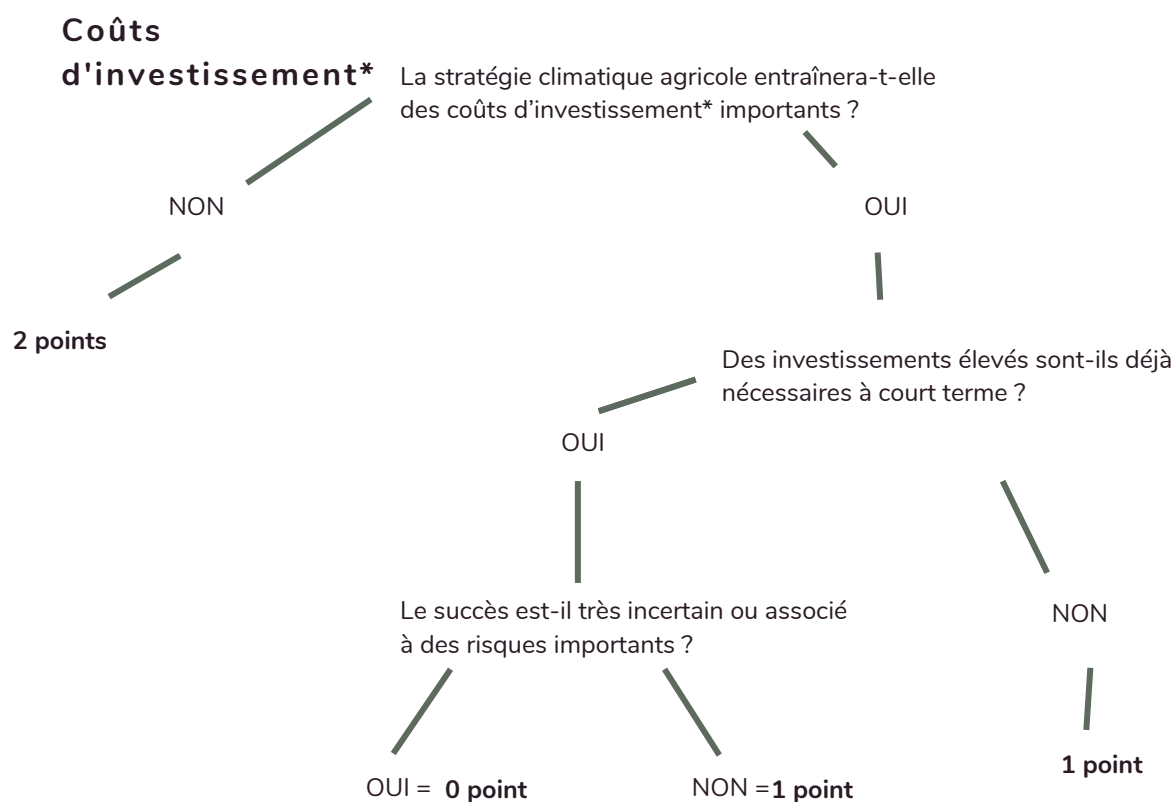 Coûts
d'investissement*
La stratégie climatique agricole entraînera-t-elle
des coûts d’investissement* importants ?
NON
OUI
2 points
Des investissements élevés sont-ils déjà
nécessaires à court terme ?
OUI
Le succès est-il très incertain ou associé
à des risques importants ?
NON
1 point
OUI = 0 point
NON =1 point